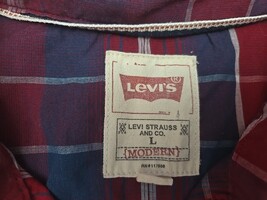 LEVI'S
LEVI STRAUSS
AND CO.
L
[MODERN]